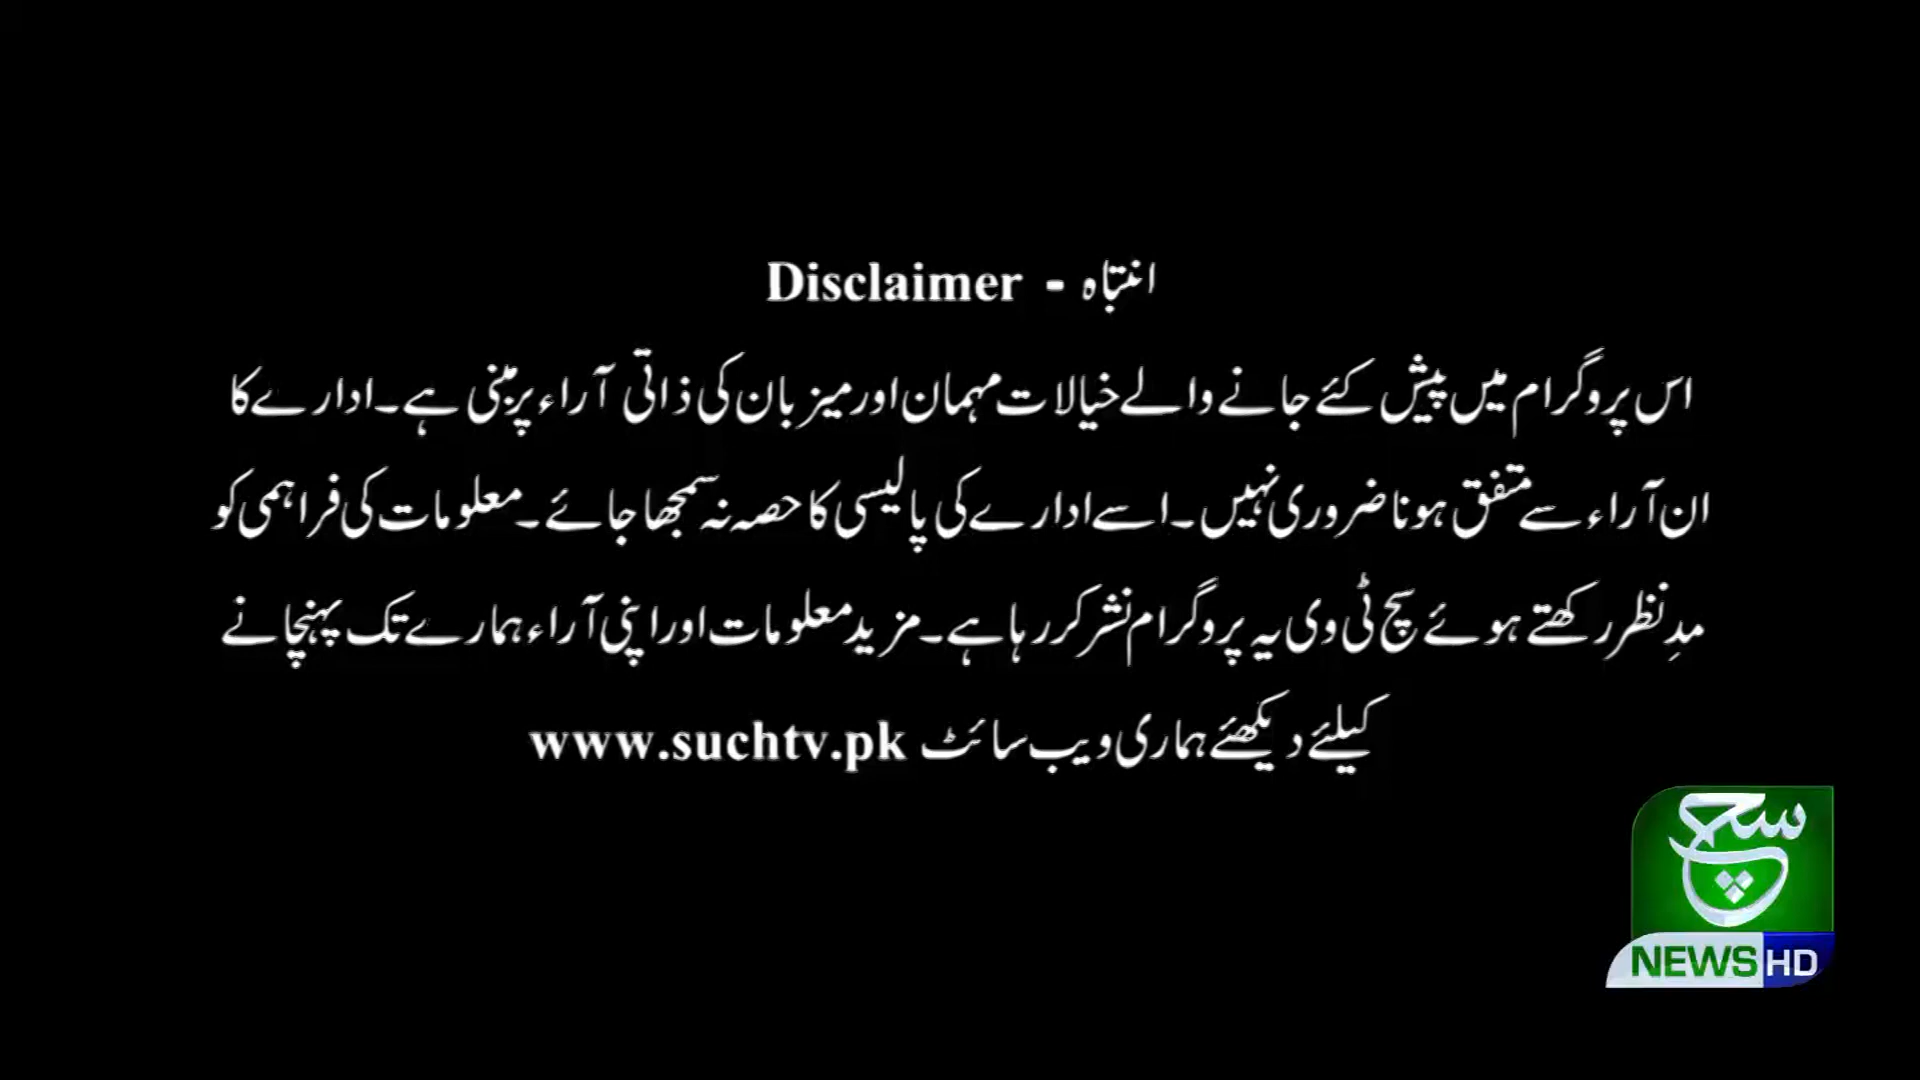 انتباہ - Disclaimer
اس پروگرام میں پیش کئے جانے والے خیالات مہمان اور میزبان کی ذاتی آراء پر مبنی ہے۔ ادارے کا
ان آراء سے متفق ہونا ضروری نہیں۔ اسے ادارے کی پالیسی کا حصہ نہ سمجھا جائے۔ معلومات کی فراہمی کو
مدِنظر رکھتے ہوئے سچ ٹی وی یہ پروگرام نشر کر رہا ہے۔ مزید معلومات اور اپنی آراء ہمارے تک پہنچانے
کیلئے دیکھئے ہماری ویب سائٹ www.suchtv.pk
سچ
NEWS HD